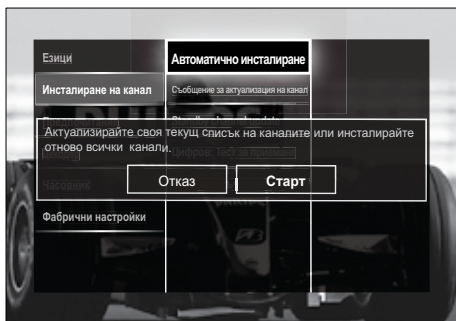 Езици
Автоматично инсталиране
Инсталиране на канал
Съобщение за актуализация на канал
Актуализирайте своя текущ списък на каналите или инсталирайте
отново всички канали.
Отказ
Старт
Часовник
Фабрични настройки